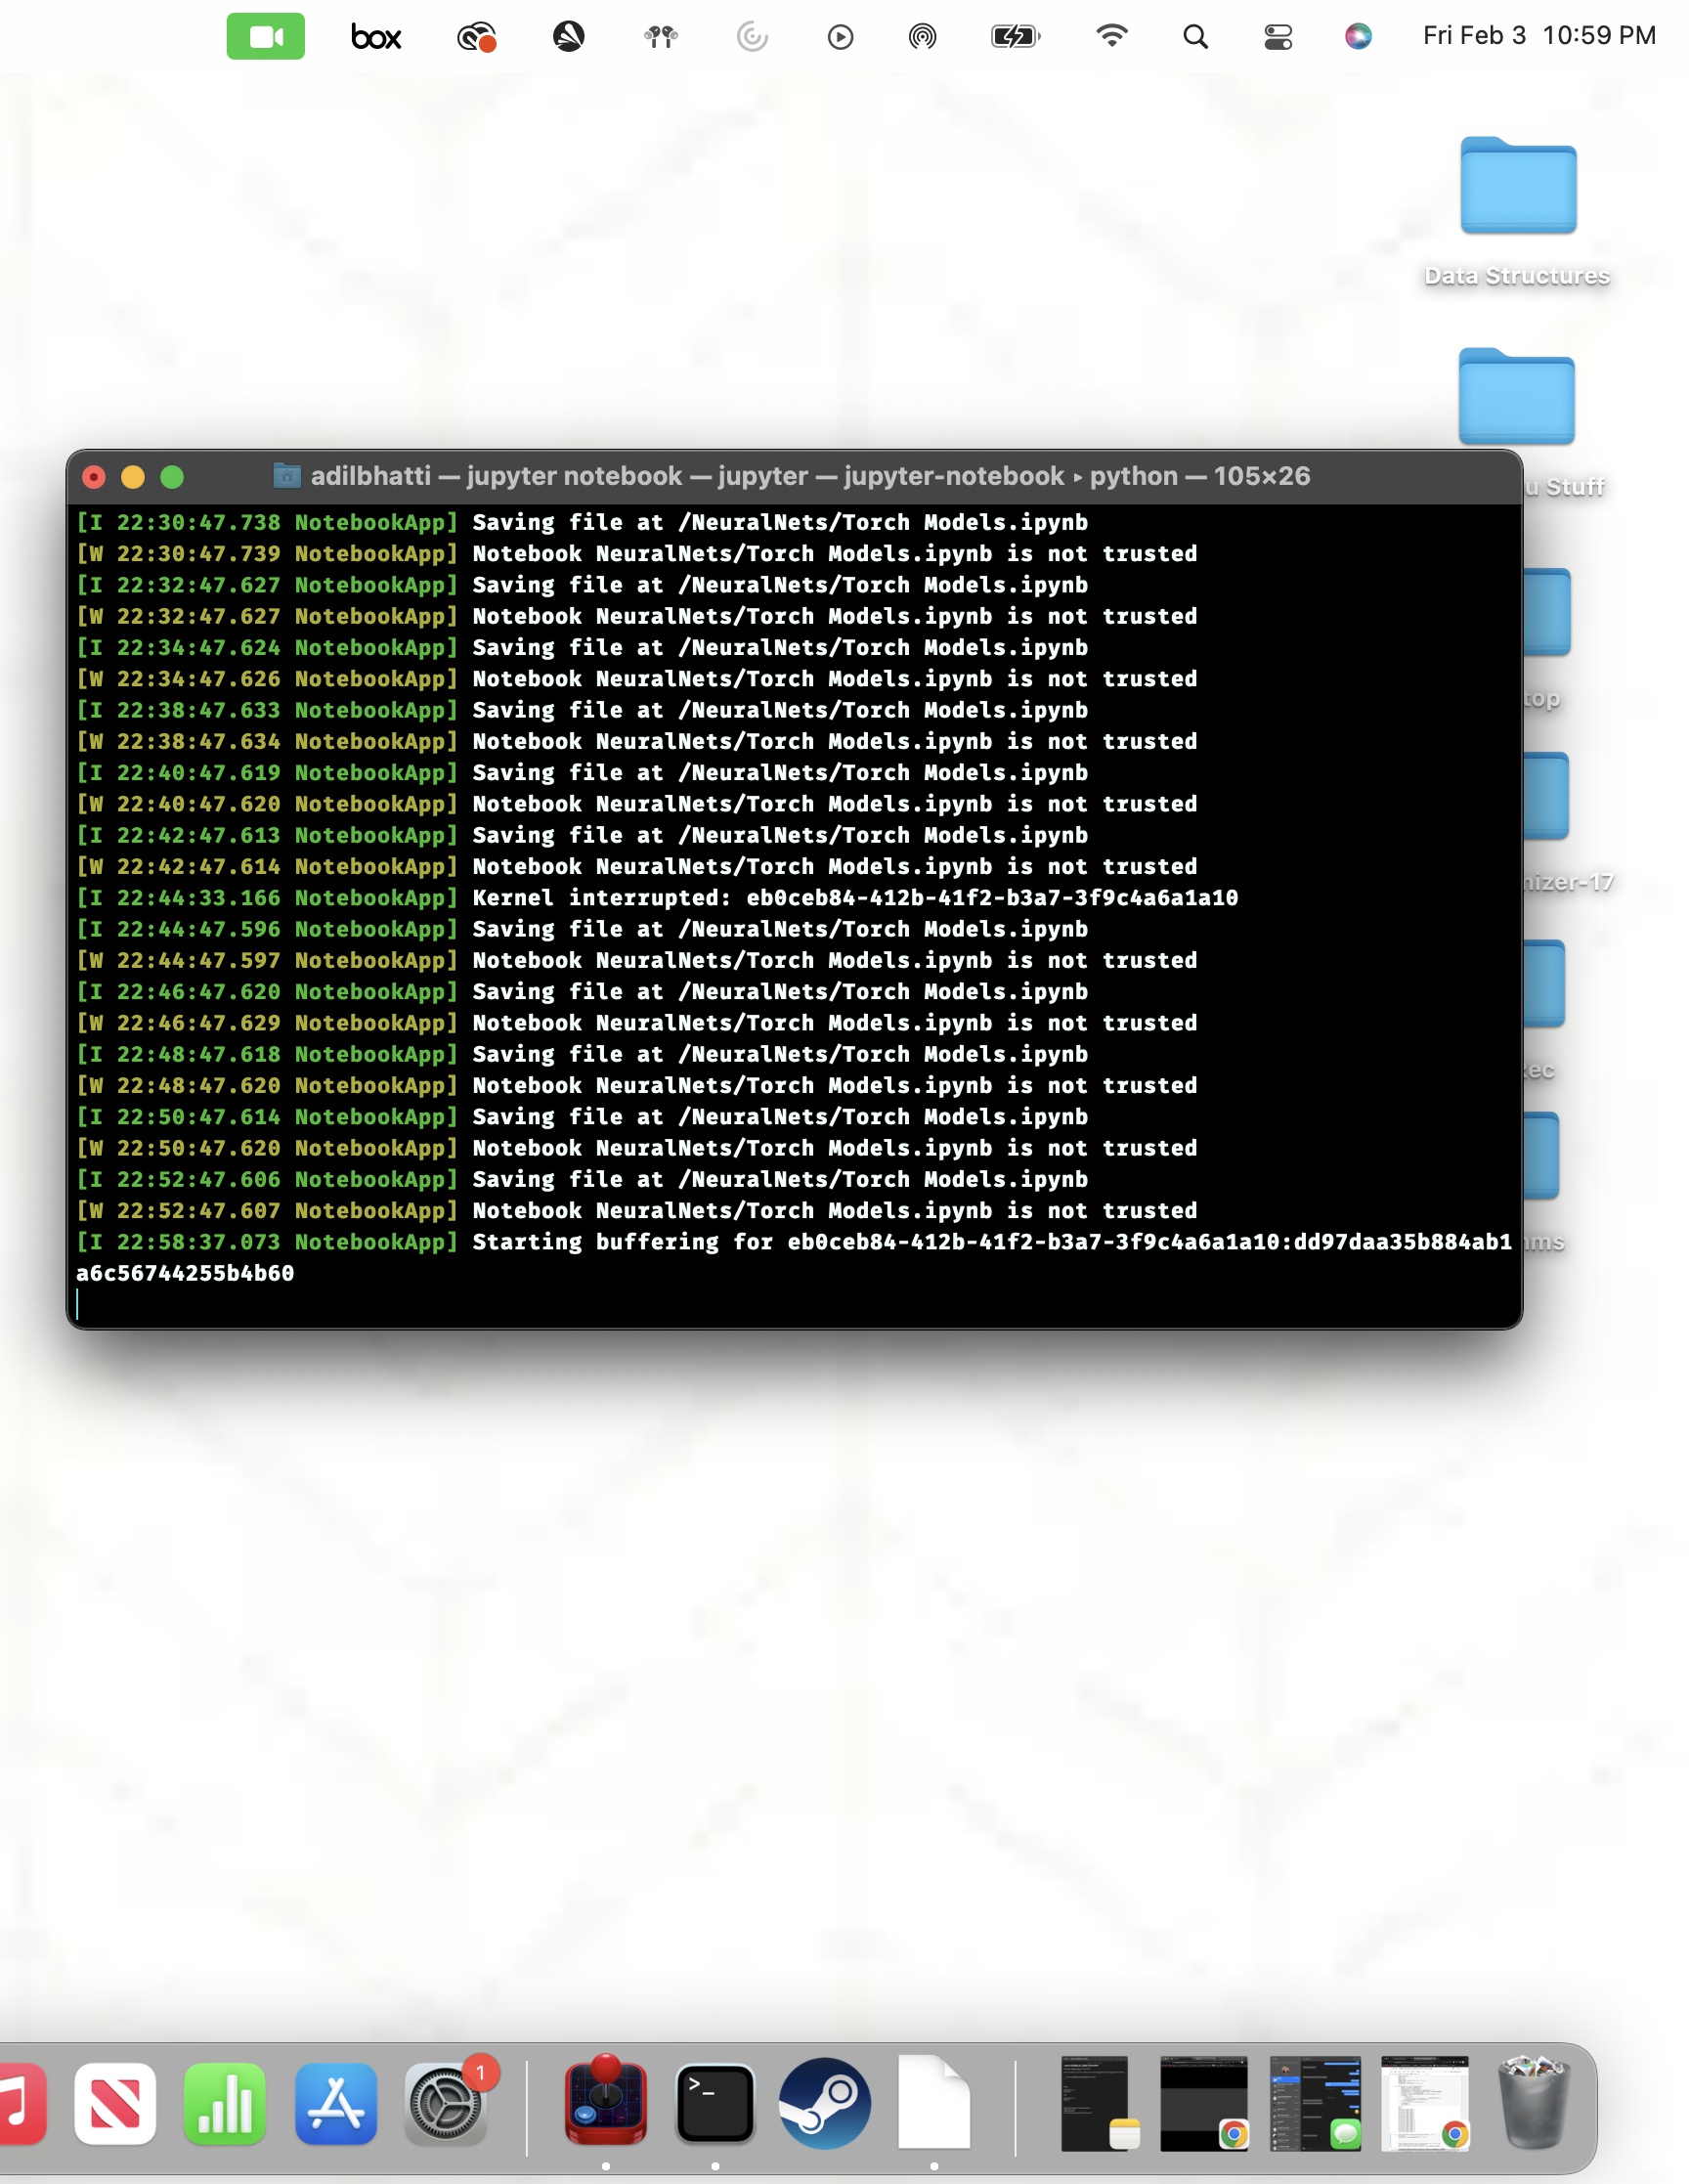 box
Fri Feb 3 10:59 PM
Data Structures
u Stuff
adilbhatti — jupyter notebook — jupyter — jupyter-notebook ▸ python — 105×26
[I 22:30:47.738 NotebookApp] Saving file at /NeuralNets/Torch Models.ipynb
[W 22:30:47.739 NotebookApp] Notebook NeuralNets/Torch Models.ipynb is not trusted
[I 22:32:47.627 NotebookApp] Saving file at /NeuralNets/Torch Models.ipynb
[W 22:32:47.627 NotebookApp] Notebook NeuralNets/Torch Models.ipynb is not trusted
[I 22:34:47.624 NotebookApp] Saving file at /NeuralNets/Torch Models.ipynb
[W 22:34:47.626 NotebookApp] Notebook NeuralNets/Torch Models.ipynb is not trusted
[I 22:38:47.633 NotebookApp] Saving file at /NeuralNets/Torch Models.ipynb
[W 22:38:47.634 NotebookApp] Notebook NeuralNets/Torch Models.ipynb is not trusted
[I 22:40:47.619 NotebookApp] Saving file at /NeuralNets/Torch Models.ipynb
[W 22:40:47.620 NotebookApp] Notebook NeuralNets/Torch Models.ipynb is not trusted
[I 22:42:47.613 NotebookApp] Saving file at /NeuralNets/Torch Models.ipynb
[W 22:42:47.614 NotebookApp] Notebook NeuralNets/Torch Models.ipynb is not trusted
[I 22:44:33.166 NotebookApp] Kernel interrupted: eb0ceb84-412b-41f2-b3a7-3f9c4a6a1a10
[I 22:44:47.596 NotebookApp] Saving file at /NeuralNets/Torch Models.ipynb
[W 22:44:47.597 NotebookApp] Notebook NeuralNets/Torch Models.ipynb is not trusted
[I 22:46:47.620 NotebookApp] Saving file at /NeuralNets/Torch Models.ipynb
[W 22:46:47.629 NotebookApp] Notebook NeuralNets/Torch Models.ipynb is not trusted
[I 22:48:47.618 NotebookApp] Saving file at /NeuralNets/Torch Models.ipynb
[W 22:48:47.620 NotebookApp] Notebook NeuralNets/Torch Models.ipynb is not trusted
[I 22:50:47.614 NotebookApp] Saving file at /NeuralNets/Torch Models.ipynb
[W 22:50:47.620 NotebookApp] Notebook NeuralNets/Torch Models.ipynb is not trusted
[I 22:52:47.606 NotebookApp] Saving file at /NeuralNets/Torch Models.ipynb
[W 22:52:47.607 NotebookApp] Notebook NeuralNets/Torch Models.ipynb is not trusted
[I 22:58:37.073 NotebookApp] Starting buffering for eb0ceb84-412b-41f2-b3a7-3f9c4a6a1a10:dd97daa35b884ab1
a6c56744255b4b60
top
nizer-17
ec
ms
1
>_